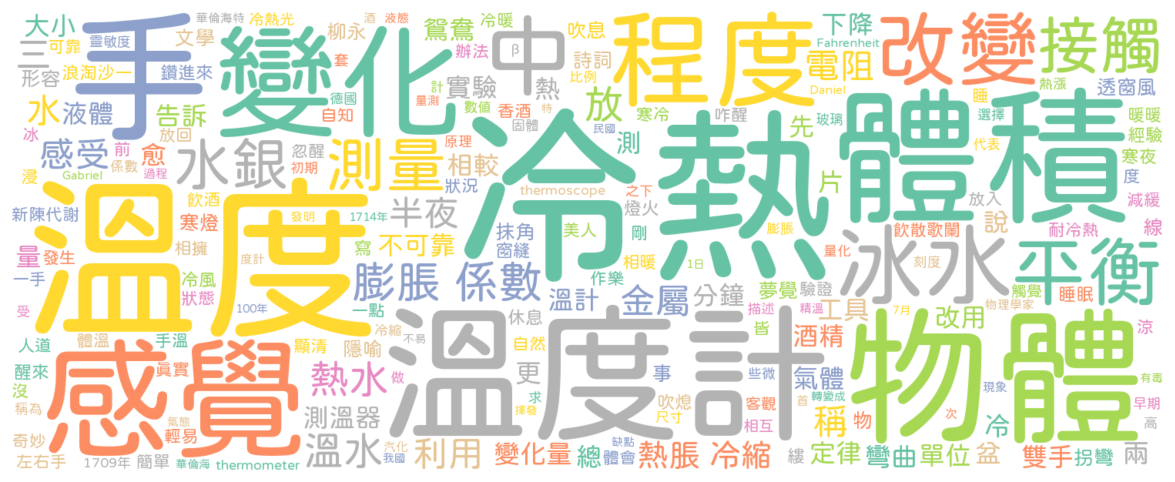 大小
華倫海特
冷熱光
酒
液態
柳永
鴛鴦
冷暖
吹息
下降
Fahrenheit
改變
接觸
三
可靠
靈敏度
文學
手
變化
套
辦法
中
β
詩詞
程度
電阻
Daniel
熱漲
透窗風
形容
浪淘沙一
鑽進來
德國
計
量測
實驗
數值
熱
比例
放
寒冷
咋醒
玻璃
睡
選擇
暖暖
經驗
水
液體
告訴
自知
香酒
固體
民國
先
代表
寒夜
冰
放回
原理
冷熱
體積
感受
前
愈
水銀
忽醒
初期
測量
相較
測
片
度
係數
過程
Gabriel
漫
狀況
thermoscope
之下
放入
減緩
飲酒
溫度
新陳代謝
寒燈
發明
1714年
半夜
抹角
美人
剛
燈火
膨脹
說
耐冷熱
線
相擁
寫
不可靠
窗縫
量化
飲散歌闌
冰水
刻度
平衡
量
發生
冷風
度計
相暖
1日
一手
狀態
100年
膨脹
係數
作樂
一點
溫計
金屬
分鐘
夢覺
驗證
物理學家
觸覺
睡眠
受
體溫
手溫
顯清
冷縮
不易
溫度計
休息
描述
精溫
工具
7月
改用
涼
人道
隱喻
自然
皆
酒精
物體
感覺
醒來
真實
熱水
做
更
事
些微
氣體
現象
有毒
沒
稱為
測溫器
求
吹熄
客觀
轉變成
首
早期
奇妙
氣態
輕易
揮發
尺寸
相互
稱
物
次
冷
高
左右手
1709年
簡單
華倫海
thermometer
溫水
汽化
我國
利用
變化量
總
缺點
體會
熱脹
冷縮
縷
定律
彎曲
單位
盆
雙手
拐彎
兩
特